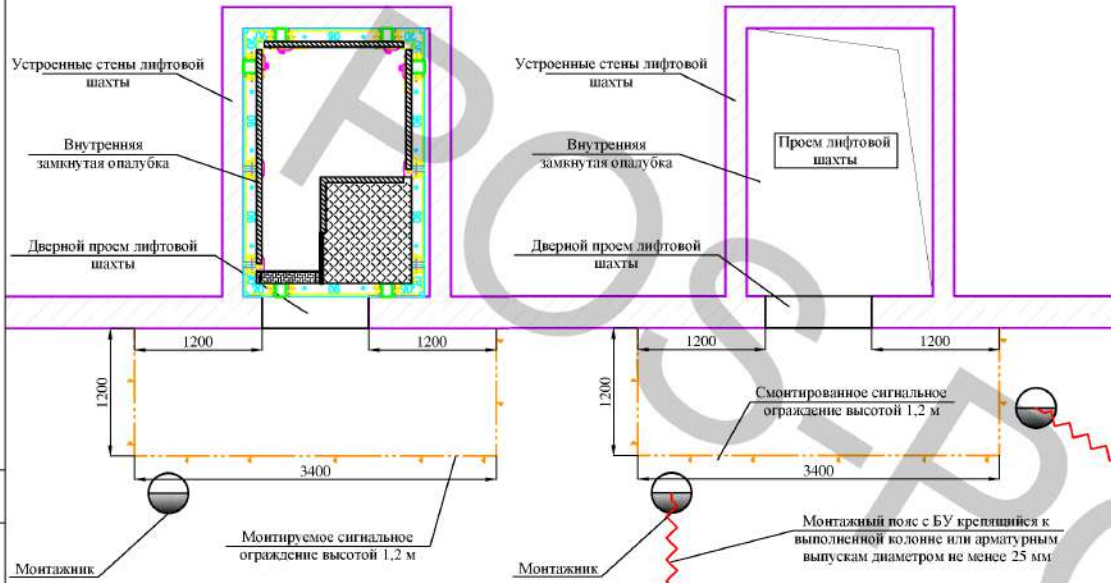 Устроенные стены лифтовой
шахты
Внутренняя
замкнутая опалубка
Дверной проем лифтовой
шахты
1200
1200
1200
3400
Монтируемое сигнальное
ограждение высотой 1,2 м
Монтажник
Устроенные стены лифтовой
шахты
Внутренняя
замкнутая опалубка
Проем лифтовой
шахты
Дверной проем лифтовой
шахты
1200
1200
1200
Смонтированное сигнальное
ограждение высотой 1,2 м
3400
Монтажный пояс с БУ крепящийся к
выполненной колонне или арматурным
выпускам диаметром не менее 25 мм
Монтажник
POS-P